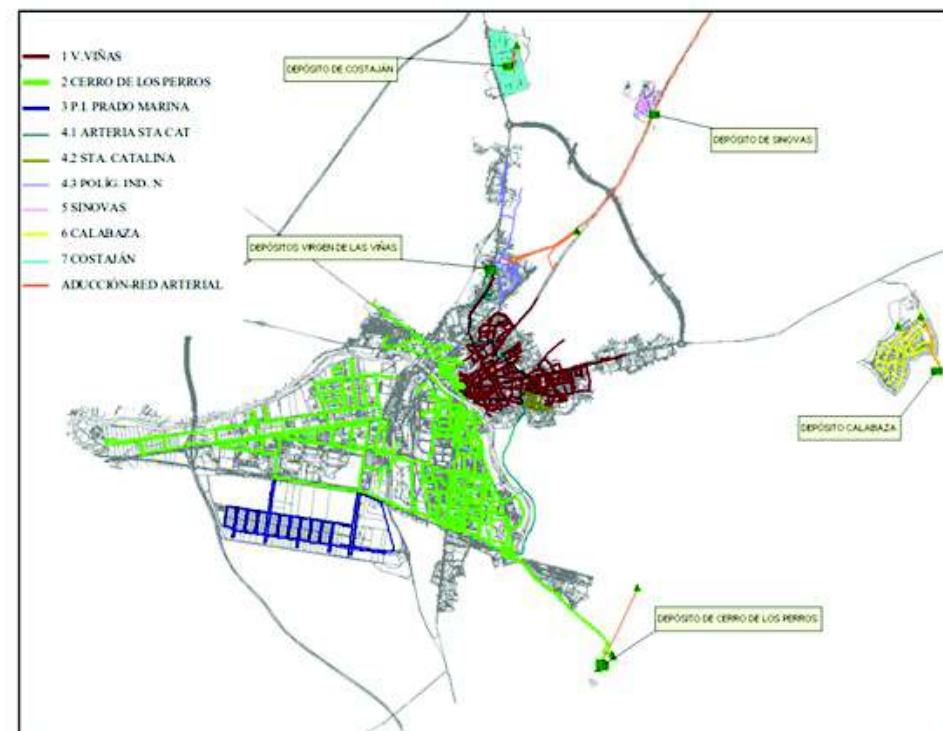 1 V.VIÑAS
2 CERRO DE LOS PERROS
3 P.I. PRADO MARINA
4.1 ARTERIA STA CAT
4.2 STA. CATALINA
4.3 POLÍG. IND. N
5 SINOVAS
6 CALABAZA
7 COSTAJÁN
ADUCCIÓN-RED ARTERIAL
DEPÓSITO DE COSTAJÁN
DEPÓSITO DE SINOVAS
DEPÓSITOS VIRGEN DE LAS VIÑAS
DEPÓSITO CALABAZA
DEPÓSITO DE CERRO DE LOS PERROS